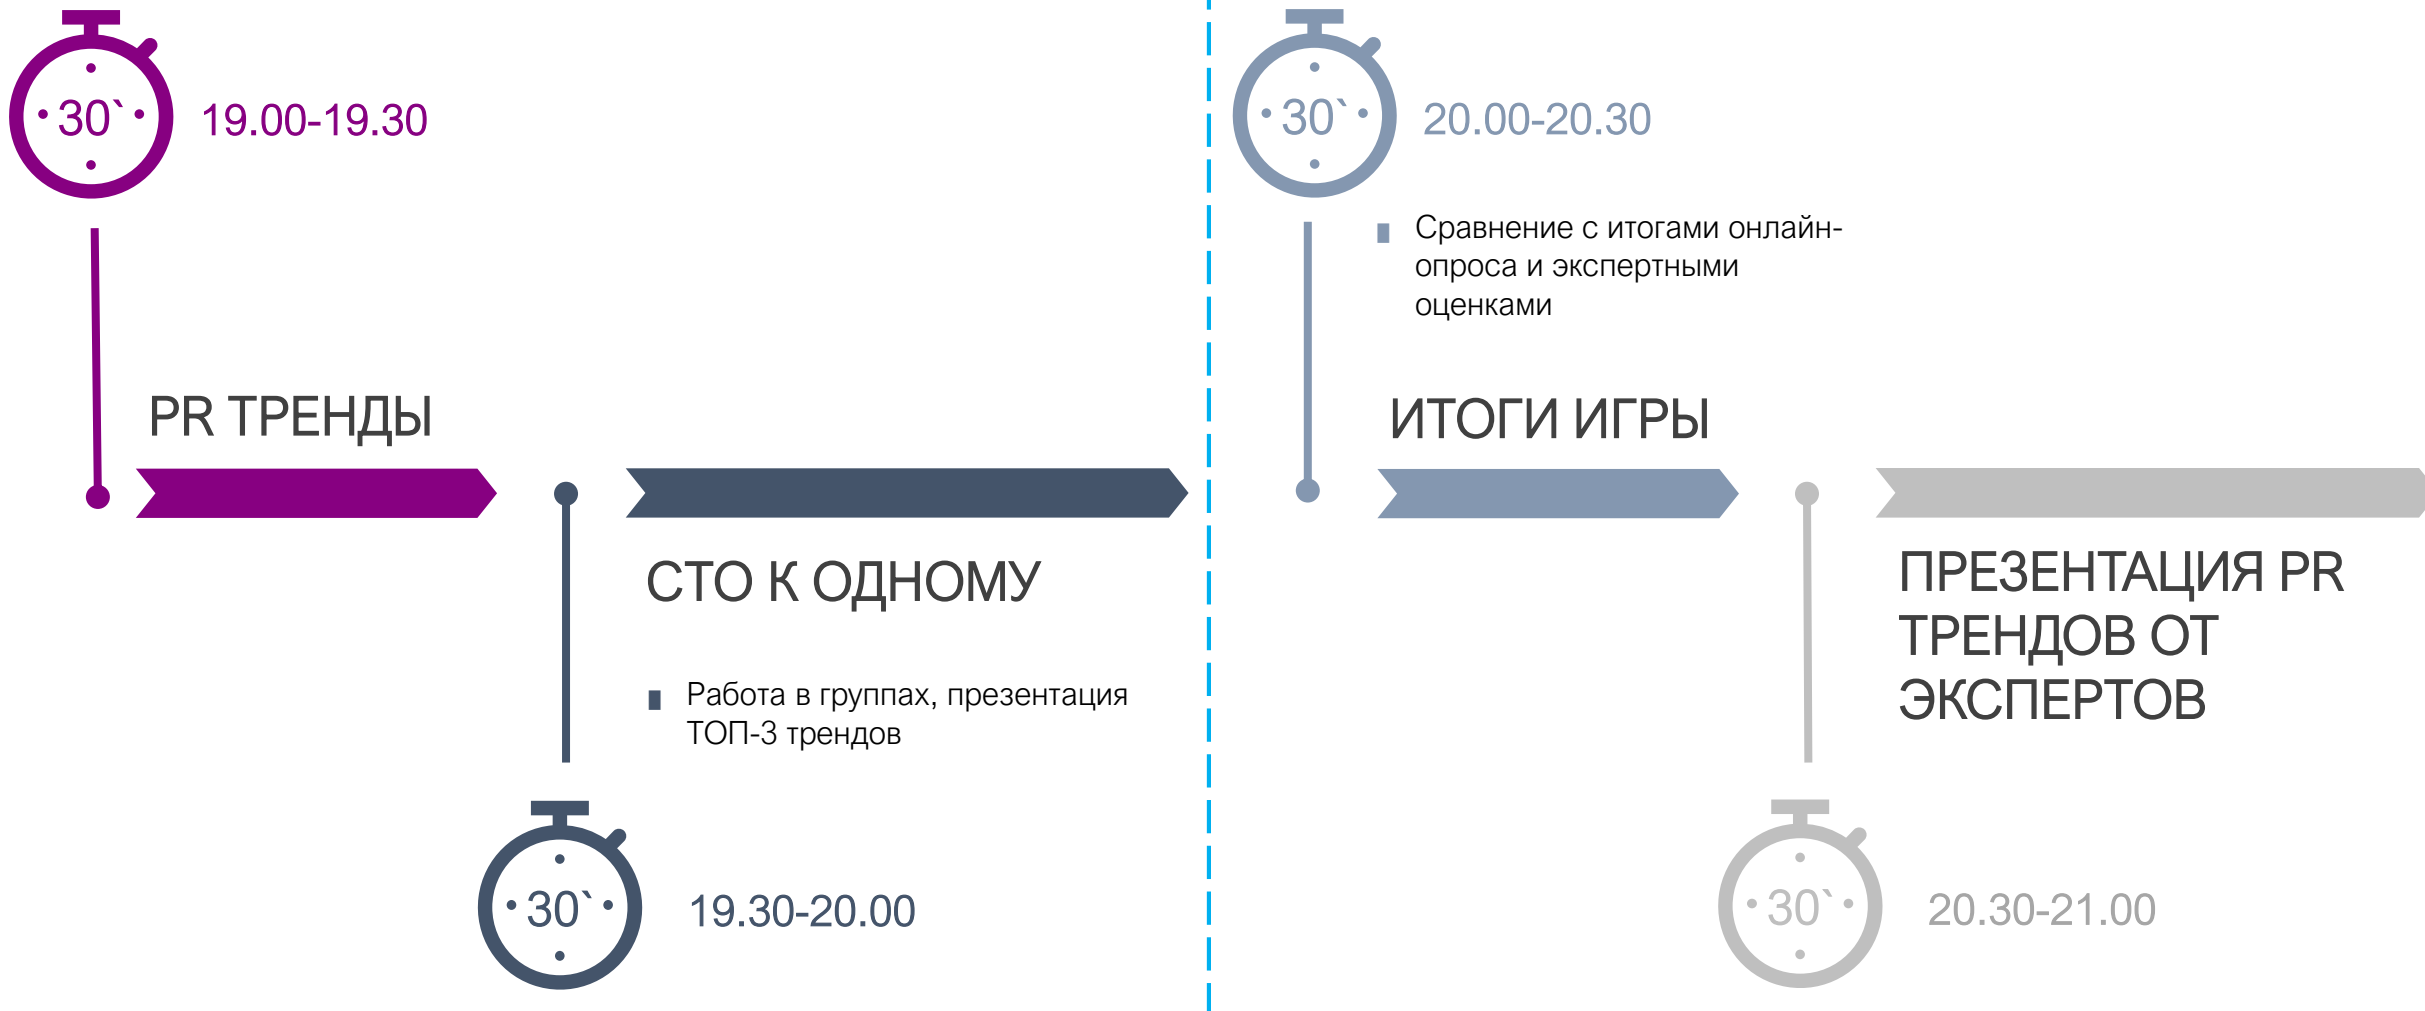 30`
19.00-19.30
PR ТРЕНДЫ
СТО К ОДНОМУ
Работа в группах, презентация
ТОП-3 трендов
30`
19.30-20.00
30`
20.00-20.30
Сравнение с итогами онлайн-
опроса и экспертными
оценками
ИТОГИ ИГРЫ
ПРЕЗЕНТАЦИЯ PR
ТРЕНДОВ ОТ
ЭКСПЕРТОВ
30`
20.30-21.00